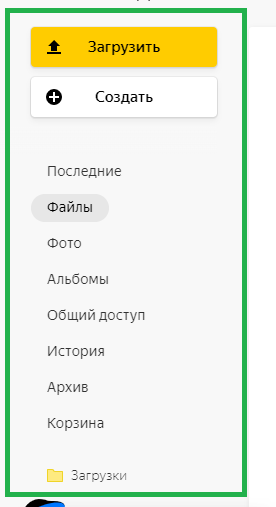 Загрузить
Создать
Последние
Файлы
Фото
Альбомы
Общий доступ
История
Архив
Корзина
Загрузки